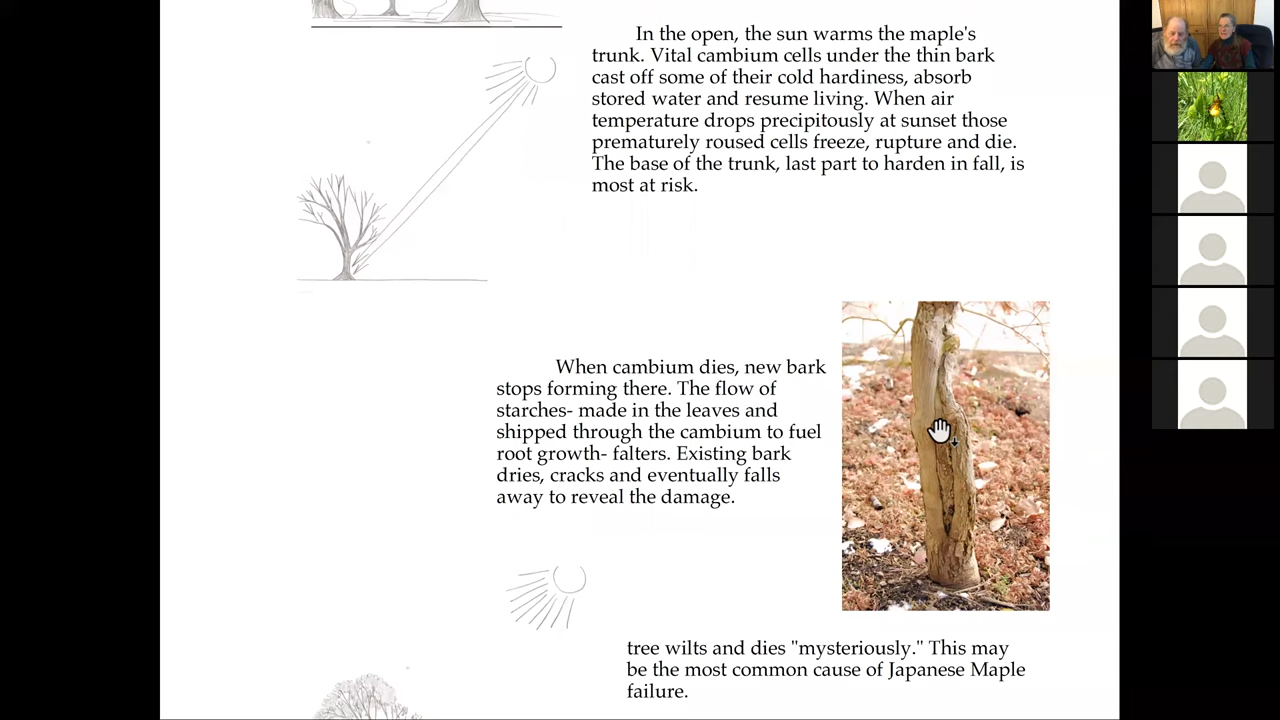 In the open, the sun warms the maple's
trunk. Vital cambium cells under the thin bark
cast off some of their cold hardiness, absorb
stored water and resume living. When air
temperature drops precipitously at sunset those
prematurely roused cells freeze, rupture and die.
The base of the trunk, last part to harden in fall, is
most at risk.
When cambium dies, new bark
stops forming there. The flow of
starches- made in the leaves and
shipped through the cambium to fuel
root growth- falters. Existing bark
dries, cracks and eventually falls
away to reveal the damage.
tree wilts and dies "mysteriously." This may
be the most common cause of Japanese Maple
failure.